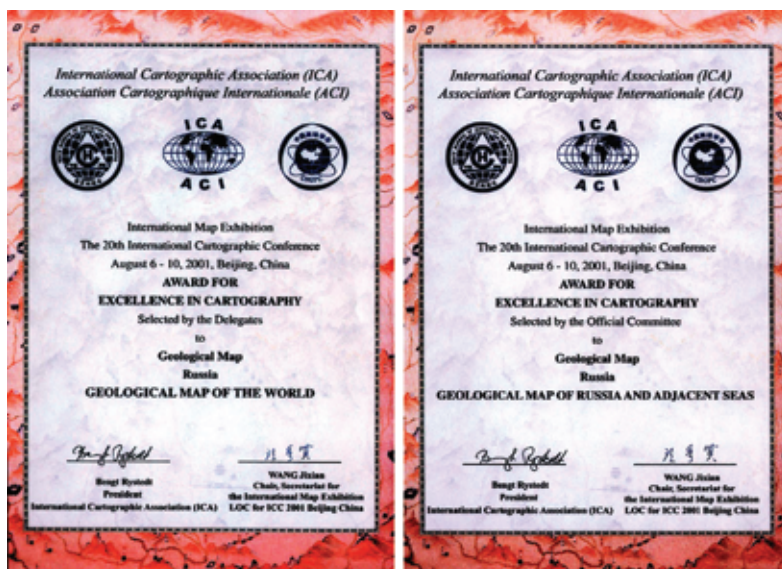 International Cartographic Association (ICA)
Association Cartographique Internationale (ACI)
ICA
ACI
International Map Exhibition
The 20th International Cartographic Conference
August 6 - 10, 2001, Beijing, China
AWARD FOR
EXCELLENCE IN CARTOGRAPHY
Selected by the Delegates
to
Geological Map
Russia
GEOLOGICAL MAP OF THE WORLD
Bengt Rystedt
President
International Cartographic Association (ICA)
WANG Jixian
Chair, Secretariat for
the International Map Exhibition
LOC for ICC 2001 Beijing China
International Cartographic Association (ICA)
Association Cartographique Internationale (ACI)
ICA
ACI
International Map Exhibition
The 20th International Cartographic Conference
August 6 - 10, 2001, Beijing, China
AWARD FOR
EXCELLENCE IN CARTOGRAPHY
Selected by the Official Committee
to
Geological Map
Russia
GEOLOGICAL MAP OF RUSSIA AND ADJACENT SEAS
Bengt Rystedt
President
International Cartographic Association (ICA)
WANG Jixian
Chair, Secretariat for
the International Map Exhibition
LOC for ICC 2001 Beijing China